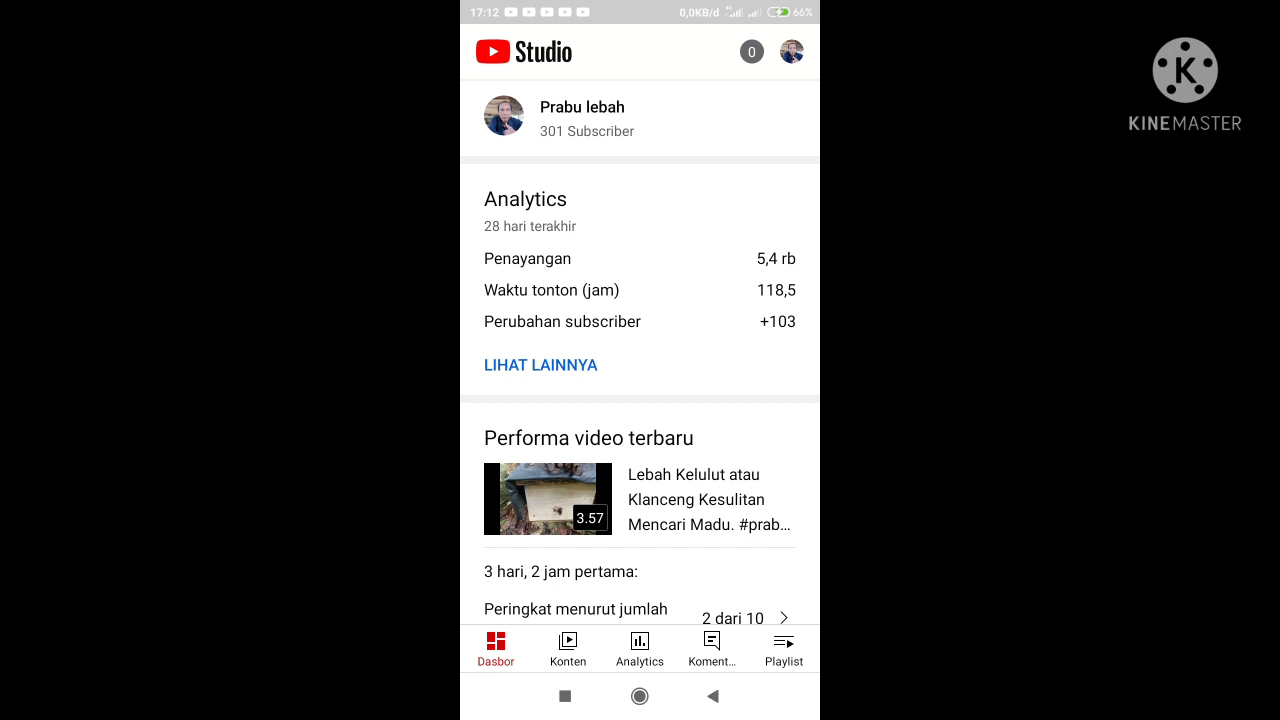 17:12 0,0KB/d 4G 66%
Studio 0
Prabu lebah
301 Subscriber
Analytics
28 hari terakhir
Penayangan 5,4 rb
Waktu tonton (jam) 118,5
Perubahan subscriber +103
LIHAT LAINNYA
Performa video terbaru
Lebah Kelulut atau
Klanceng Kesulitan
3.57 Mencari Madu. #prab...
3 hari, 2 jam pertama:
Peringkat menurut jumlah
2 dari 10
Dasbor Konten Analytics Koment... Playlist
K
KINEMASTER